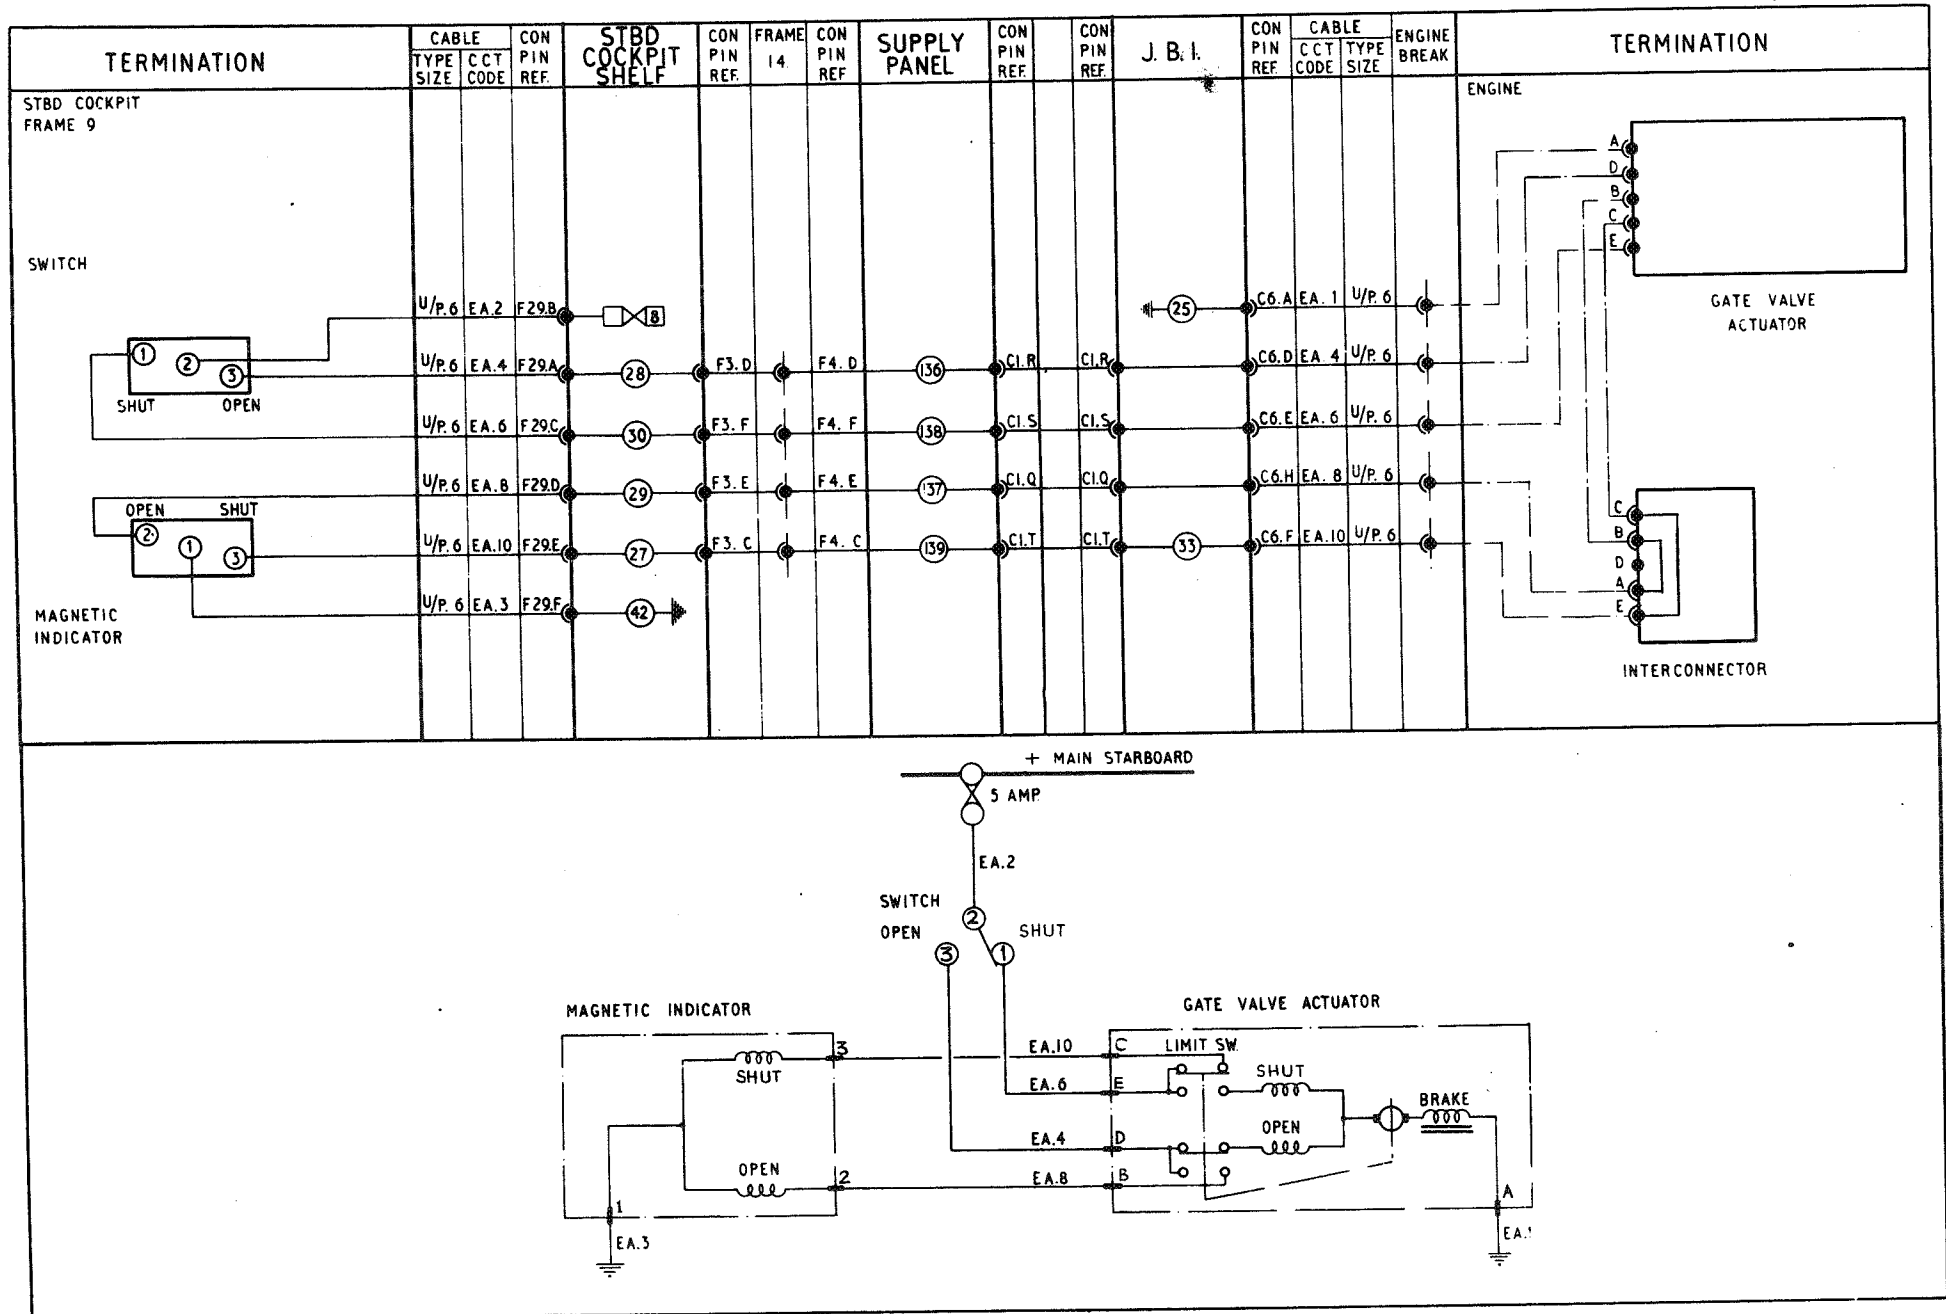 TERMINATION
CABLE
TYPE SIZE
CCT CODE
CON PIN REF.
STBD COCKPIT SHELF
CON PIN REF.
FRAME 14.
CON PIN REF
SUPPLY PANEL
CON PIN REF.
CON PIN REF.
J. B. I.
CON PIN REF.
CABLE
CCT CODE
TYPE SIZE
ENGINE BREAK
TERMINATION
STBD COCKPIT
FRAME 9
ENGINE
A
D
B
C
E
GATE VALVE
ACTUATOR
SWITCH
U/P. 6 EA.2 F29.B 8 25 C6.A EA. 1 U/P. 6
1 2 3
SHUT OPEN
U/P. 6 EA.4 F29.A 28 F3. D F4. D 136 C1.R C1.R C6.D EA. 4 U/P. 6
U/P. 6 EA.6 F29.C 30 F3. F F4. F 138 C1.S C1.S C6.E EA. 6 U/P. 6
U/P. 6 EA.8 F29.D 29 F3. E F4. E 137 C1.Q C1.Q C6.H EA. 8 U/P. 6
OPEN SHUT
2 1 3
U/P. 6 EA.10 F29.E 27 F3. C F4. C 139 C1.T C1.T 33 C6.F EA.10 U/P. 6
U/P. 6 EA.3 F29.F 42
MAGNETIC
INDICATOR
C
B
D
A
E
INTERCONNECTOR
+ MAIN STARBOARD
5 AMP.
EA.2
SWITCH
2
OPEN
SHUT
3 1
MAGNETIC INDICATOR
GATE VALVE ACTUATOR
3 EA.10 C LIMIT SW.
SHUT
EA.6 E SHUT
BRAKE
EA.4 D OPEN
OPEN
2 EA.8 B
1
A
EA.3
EA.1